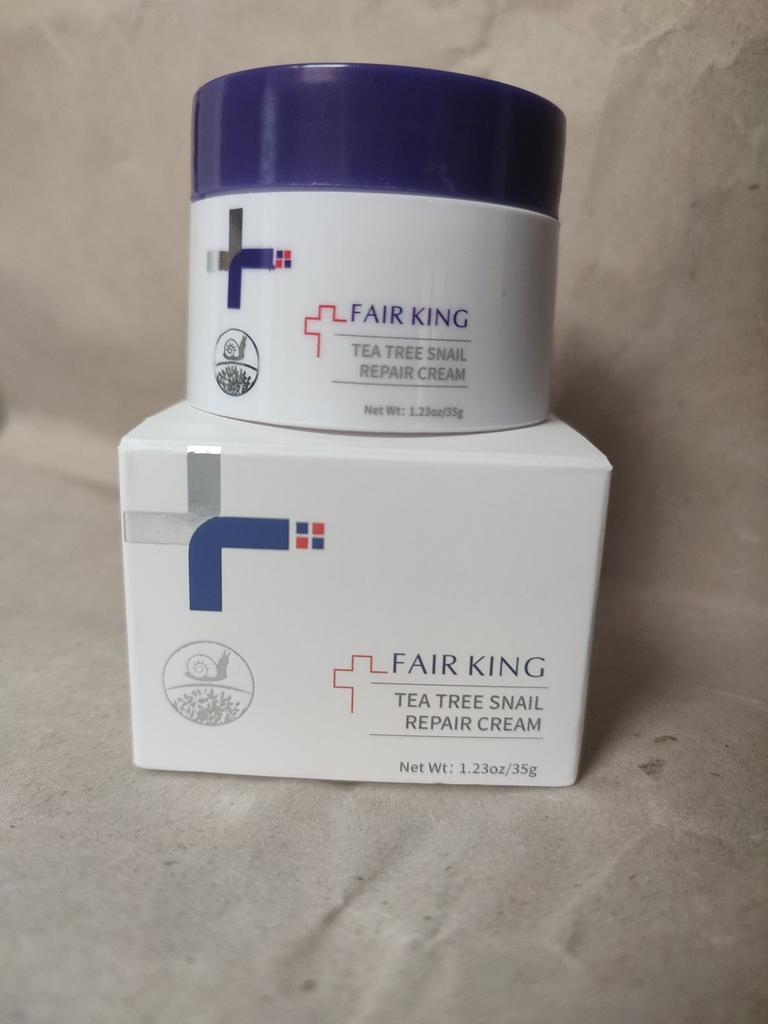 FAIR KING
TEA TREE SNAIL
REPAIR CREAM
Net Wt: 1.23oz/35g
FAIR KING
TEA TREE SNAIL
REPAIR CREAM
Net Wt: 1.23oz/35g